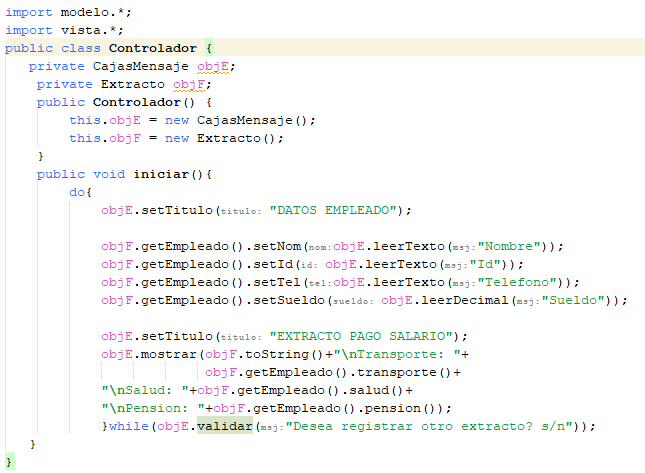 import modelo.*;
import vista.*;
public class Controlador {
private CajasMensaje objE;
private Extracto objF;
public Controlador() {
this.objE = new CajasMensaje();
this.objF = new Extracto();
}
public void iniciar(){
do{
objE.setTitulo(titulo: "DATOS EMPLEADO");
objF.getEmpleado().setNom(nom:objE.leerTexto(msj:"Nombre"));
objF.getEmpleado().setId(id: objE.leerTexto(msj:"Id"));
objF.getEmpleado().setTel(tel:objE.leerTexto(msj:"Telefono"));
objF.getEmpleado().setSueldo(sueldo: objE.leerDecimal(msj:"Sueldo"));
objE.setTitulo(titulo: "EXTRACTO PAGO SALARIO");
objE.mostrar(objF.toString()+"\nTransporte: "+
objF.getEmpleado().transporte()+
"\nSalud: "+objF.getEmpleado().salud()+
"\nPension: "+objF.getEmpleado().pension());
}while(objE.validar(msj:"Desea registrar otro extracto? s/n"));
}
}